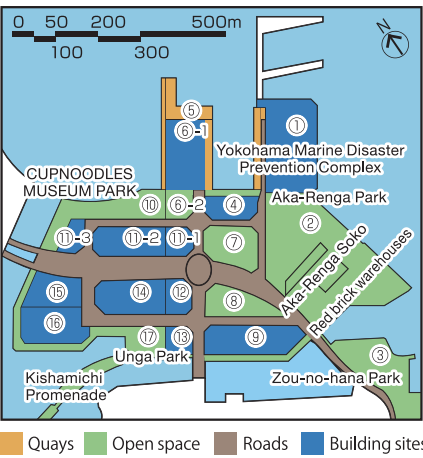 0 50 200 500m
100 300
N
⑤
⑥-1
①
Yokohama Marine Disaster
Prevention Complex
CUPNOODLES
MUSEUM PARK
Aka-Renga Park
⑩
⑥-2
④
②
⑪-3
⑪-2
⑪-1
⑦
Aka-Renga Soko
Red brick warehouses
⑮
⑭
⑫
⑧
⑯
⑰
⑬
⑨
③
Unga Park
Kishamichi
Promenade
Zou-no-hana Park
Quays Open space Roads Building sites